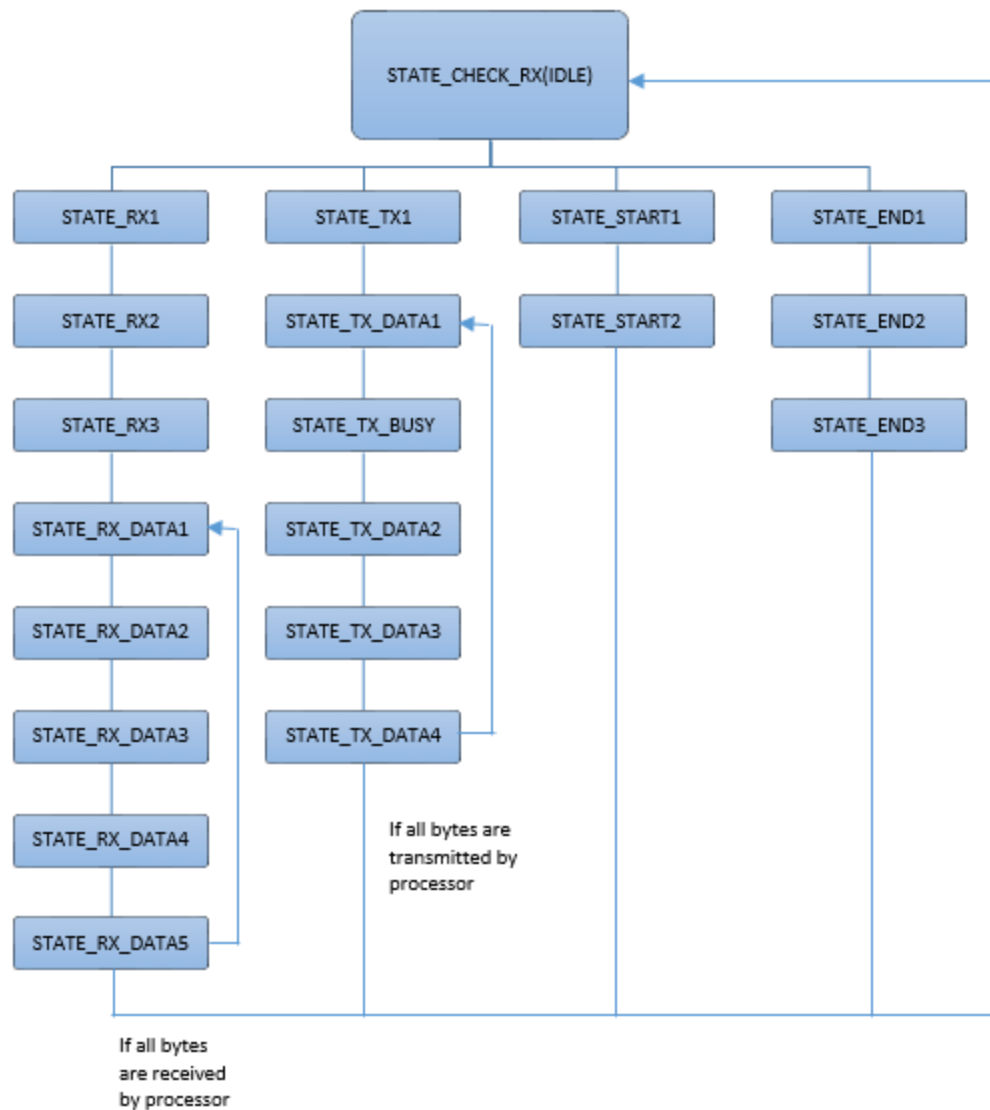 STATE_CHECK_RX(IDLE)
STATE_RX1
STATE_TX1
STATE_START1
STATE_END1
STATE_RX2
STATE_TX_DATA1
STATE_START2
STATE_END2
STATE_RX3
STATE_TX_BUSY
STATE_END3
STATE_RX_DATA1
STATE_TX_DATA2
STATE_RX_DATA2
STATE_TX_DATA3
STATE_RX_DATA3
STATE_TX_DATA4
STATE_RX_DATA4
If all bytes are
transmitted by
processor
STATE_RX_DATA5
If all bytes
are received
by processor